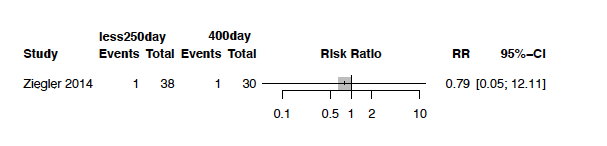 less250day 400day
Study Events Total Events Total Risk Ratio RR 95%−CI
Ziegler 2014 1 38 1 30 0.79 [0.05; 12.11]
0.1 0.5 1 2 10